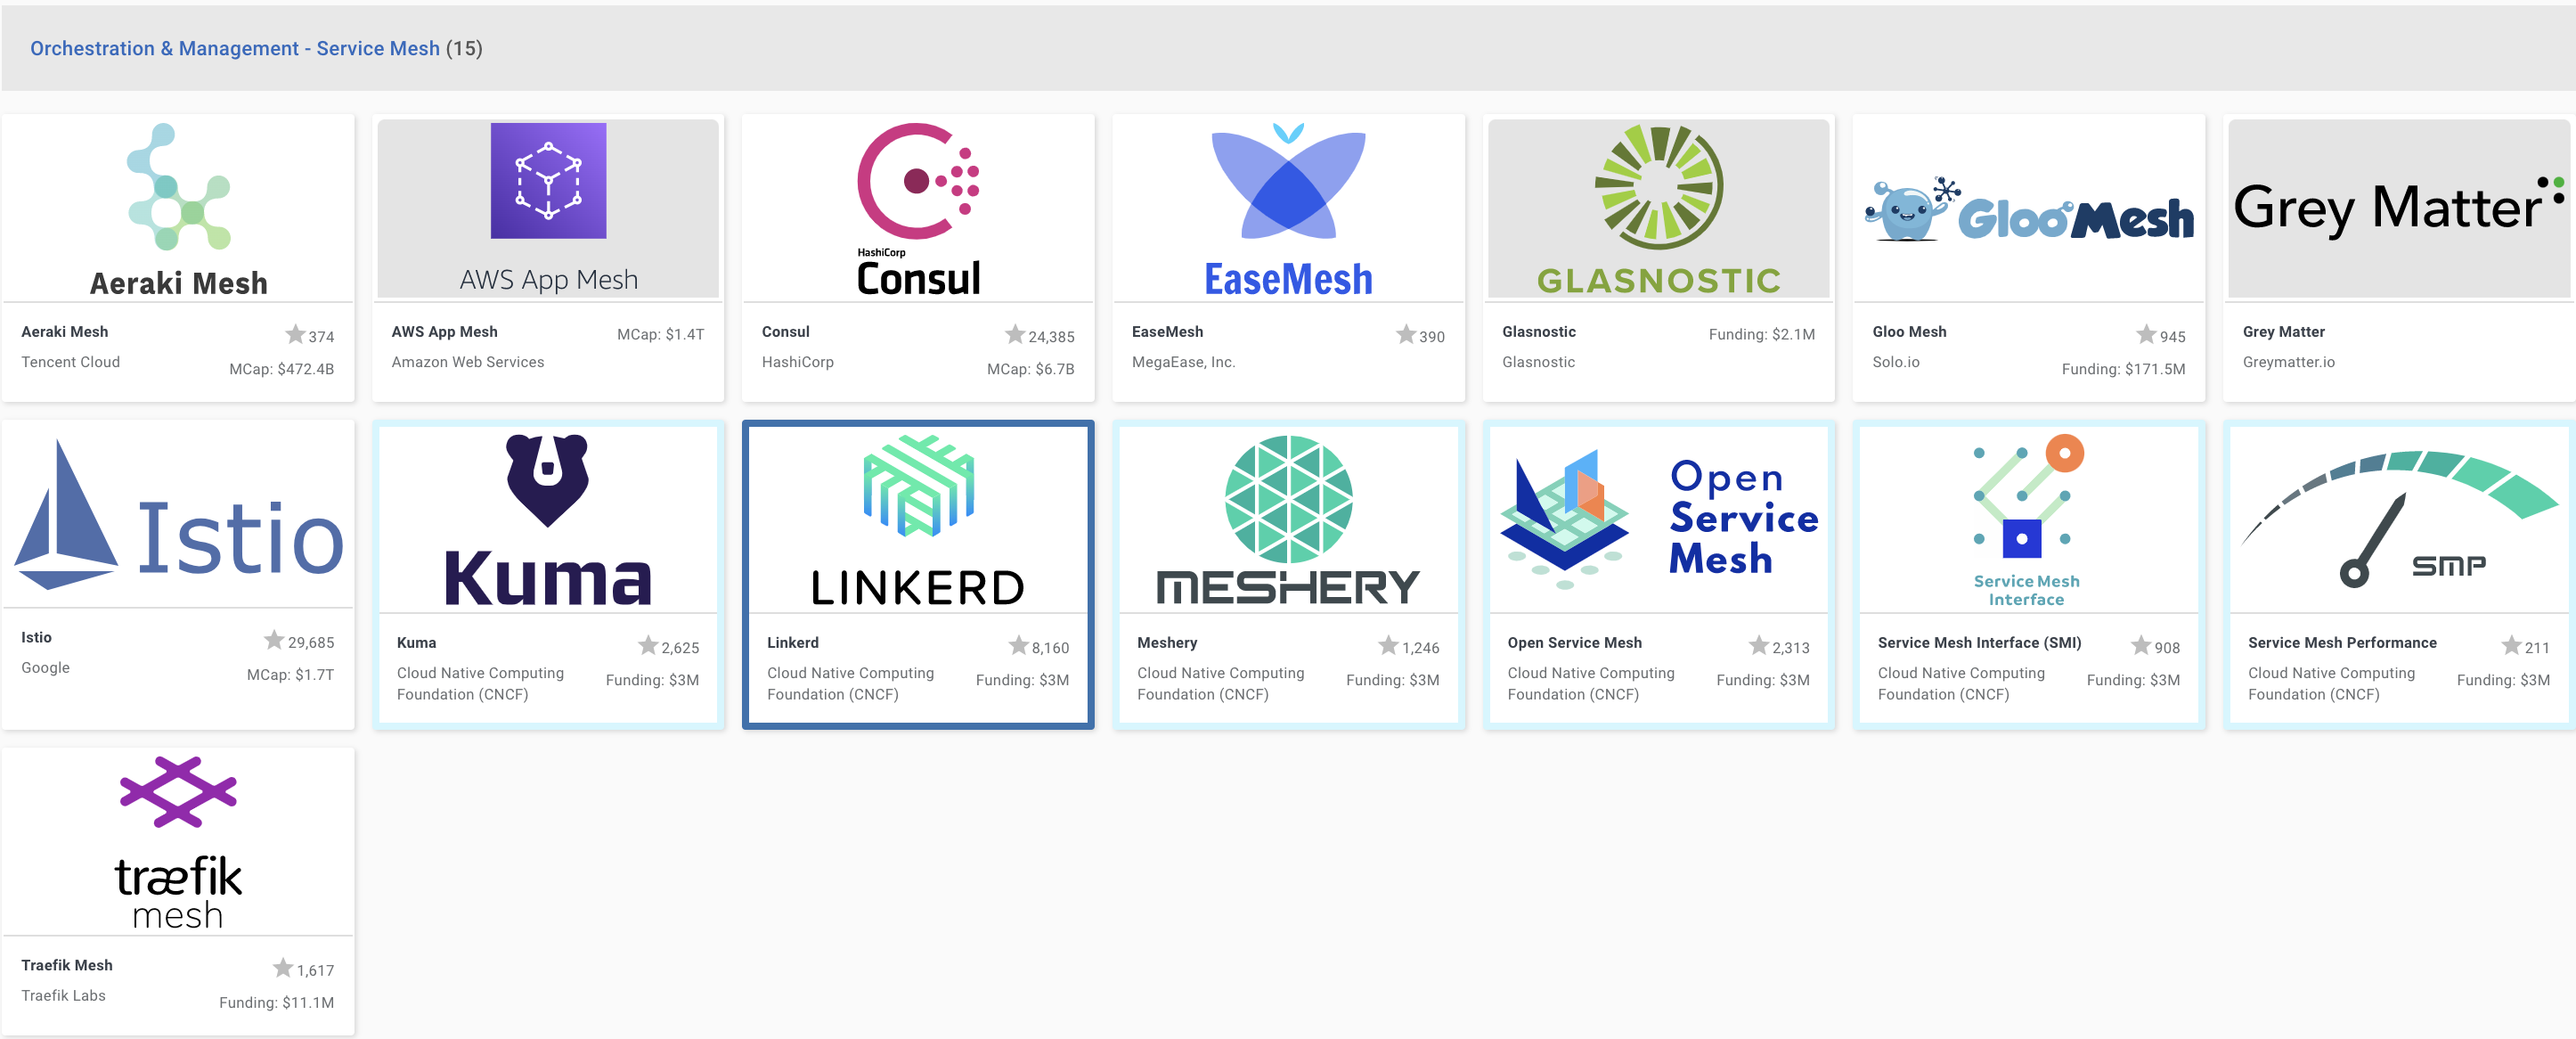 Orchestration & Management - Service Mesh (15)
Aeraki Mesh
Aeraki Mesh
374
Tencent Cloud
MCap: $472.4B
AWS App Mesh
AWS App Mesh
MCap: $1.4T
Amazon Web Services
HashiCorp
Consul
Consul
24,385
HashiCorp
MCap: $6.7B
EaseMesh
EaseMesh
390
MegaEase, Inc.
GLASNOSTIC
Glasnostic
Funding: $2.1M
Glasnostic
GlooMesh
Gloo Mesh
945
Solo.io
Funding: $171.5M
Grey Matter
Grey Matter
Greymatter.io
Istio
Istio
29,685
Google
MCap: $1.7T
Kuma
Kuma
2,625
Cloud Native Computing
Foundation (CNCF)
Funding: $3M
LINKERD
Linkerd
8,160
Cloud Native Computing
Foundation (CNCF)
Funding: $3M
MESHERY
Meshery
1,246
Cloud Native Computing
Foundation (CNCF)
Funding: $3M
Open
Service
Mesh
Open Service Mesh
2,313
Cloud Native Computing
Foundation (CNCF)
Funding: $3M
Service Mesh
Interface
Service Mesh Interface (SMI)
908
Cloud Native Computing
Foundation (CNCF)
Funding: $3M
SMP
Service Mesh Performance
211
Cloud Native Computing
Foundation (CNCF)
Funding: $3M
træfik
mesh
Traefik Mesh
1,617
Traefik Labs
Funding: $11.1M